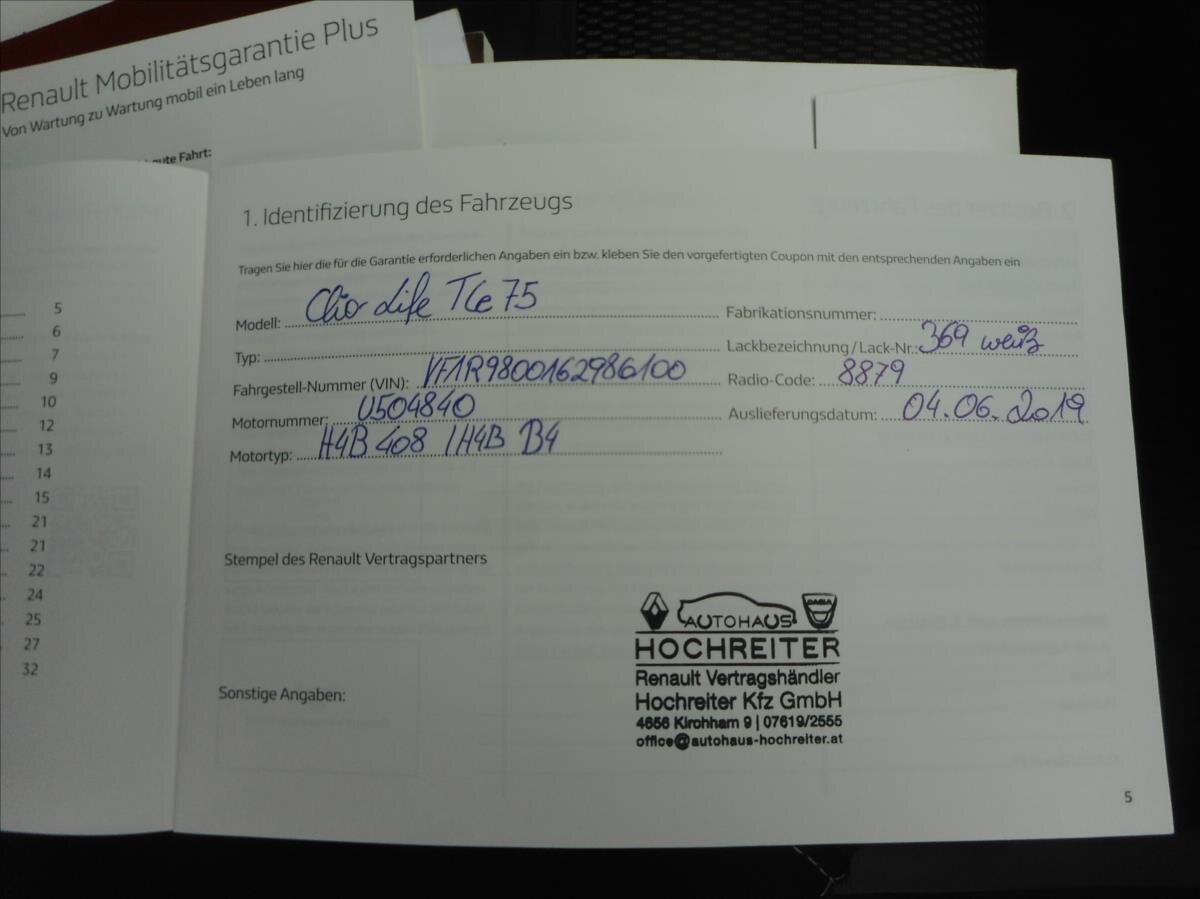 Renault Mobilitätsgarantie Plus
Von Wartung zu Wartung mobil ein Leben lang
gute Fahrt:
5
6
7
9
10
12
13
14
15
21
21
22
24
25
27
32
1. Identifizierung des Fahrzeugs
Tragen Sie hier die für die Garantie erforderlichen Angaben ein bzw. kleben Sie den vorgefertigten Coupon mit den entsprechenden Angaben ein
Modell: Clio Life TCe 75
Typ:
Fahrgestell-Nummer (VIN): VF1R9800162986100
Motornummer: U504840
Motortyp: H4B 408 / H4B B4
Fabrikationsnummer:
Lackbezeichnung / Lack-Nr.: 369 weiß
Radio-Code: 8879
Auslieferungsdatum: 04.06.2019
Stempel des Renault Vertragspartners
Sonstige Angaben:
AUTOHAUS DACIA
HOCHREITER
Renault Vertragshändler
Hochreiter Kfz GmbH
4656 Kirchham 9 | 07619/2555
office@autohaus-hochreiter.at
5